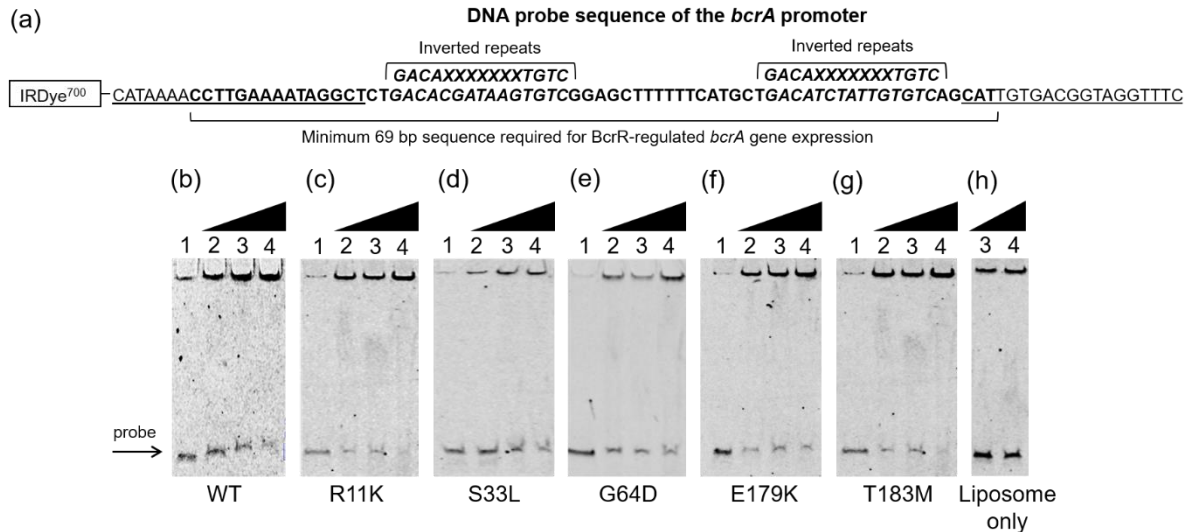 (a)
DNA probe sequence of the bcrA promoter
Inverted repeats Inverted repeats
GACAXXXXXXXTGTC GACAXXXXXXXTGTC
IRDye700 CATAAAACCTTGAAAATAGGCTCTGACACGATAAGTGTCGGAGCTTTTTTCATGCTGACATCTATTGTGTCAGCATTGTGACGGTAGGTTTC
Minimum 69 bp sequence required for BcrR-regulated bcrA gene expression
(b) (c) (d) (e) (f) (g) (h)
1 2 3 4 1 2 3 4 1 2 3 4 1 2 3 4 1 2 3 4 1 2 3 4 3 4
probe
WT R11K S33L G64D E179K T183M Liposome
only